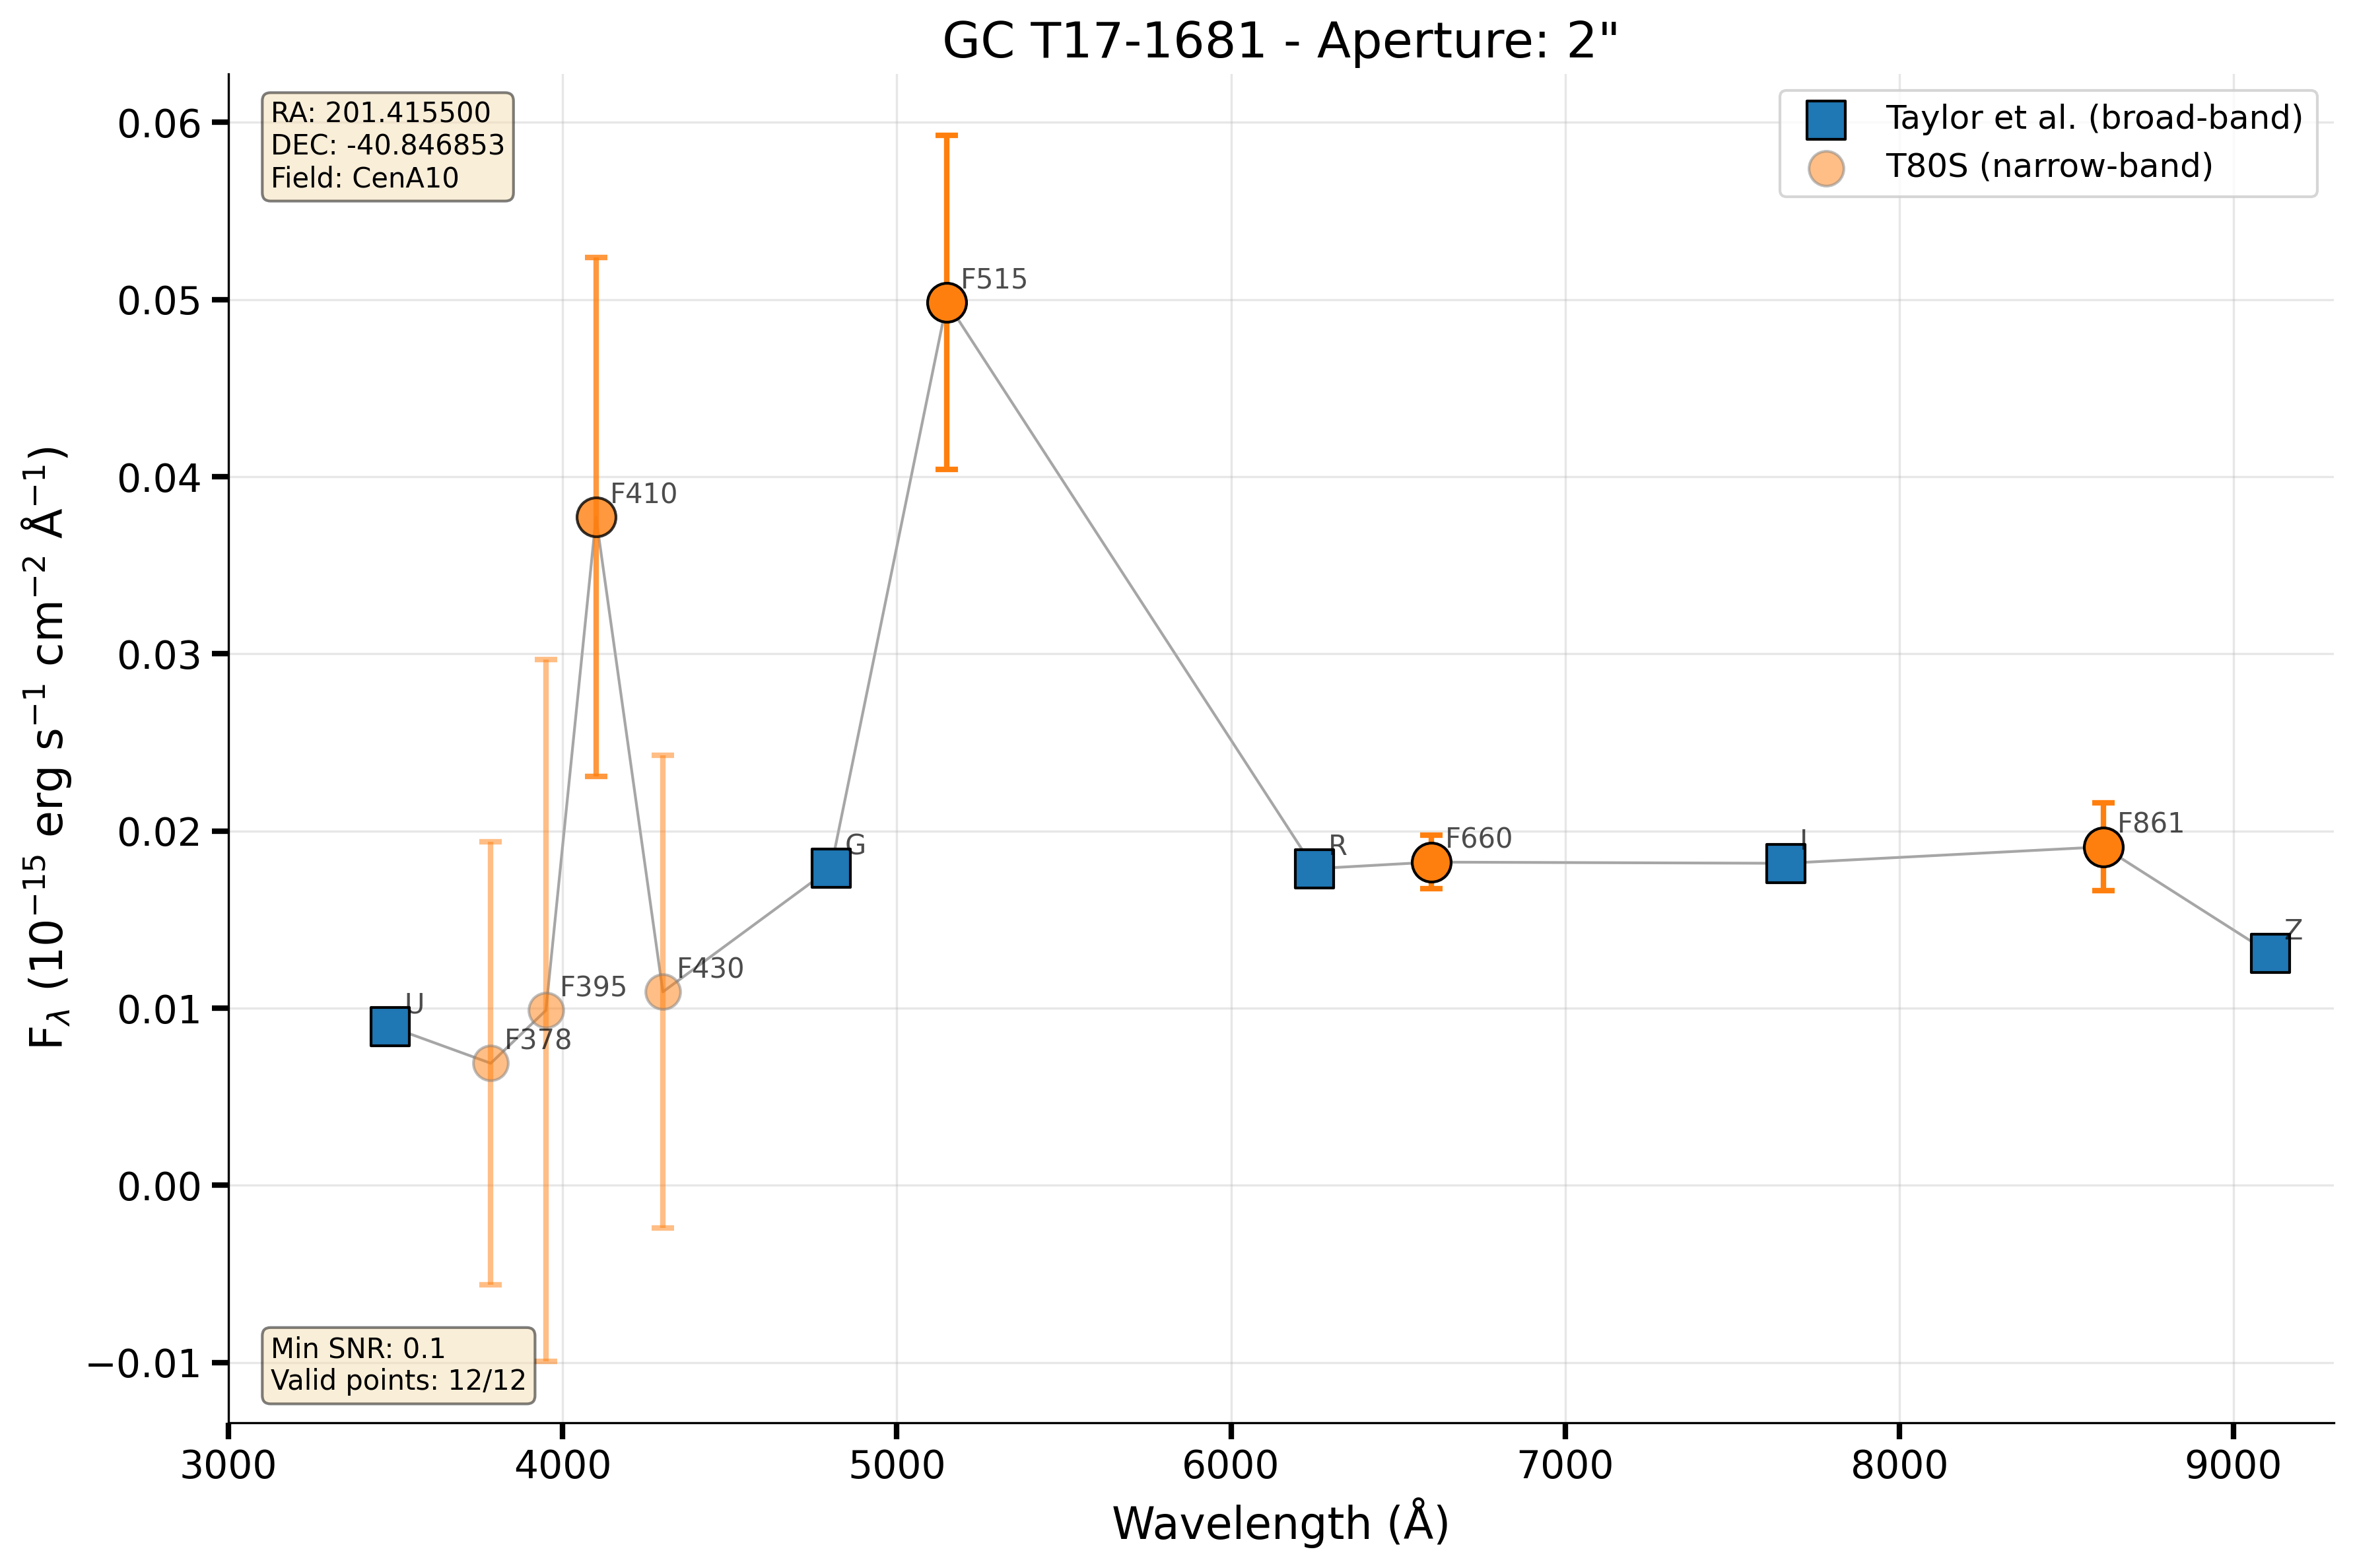 GC T17-1681 - Aperture: 2"
RA: 201.415500
DEC: -40.846853
Field: CenA10
Taylor et al. (broad-band)
T80S (narrow-band)
F_λ (10⁻¹⁵ erg s⁻¹ cm⁻² Å⁻¹)
0.06
0.05
0.04
0.03
0.02
0.01
0.00
−0.01
U
F378
F395
F410
F430
G
F515
R
F660
I
F861
Z
Min SNR: 0.1
Valid points: 12/12
3000 4000 5000 6000 7000 8000 9000
Wavelength (Å)